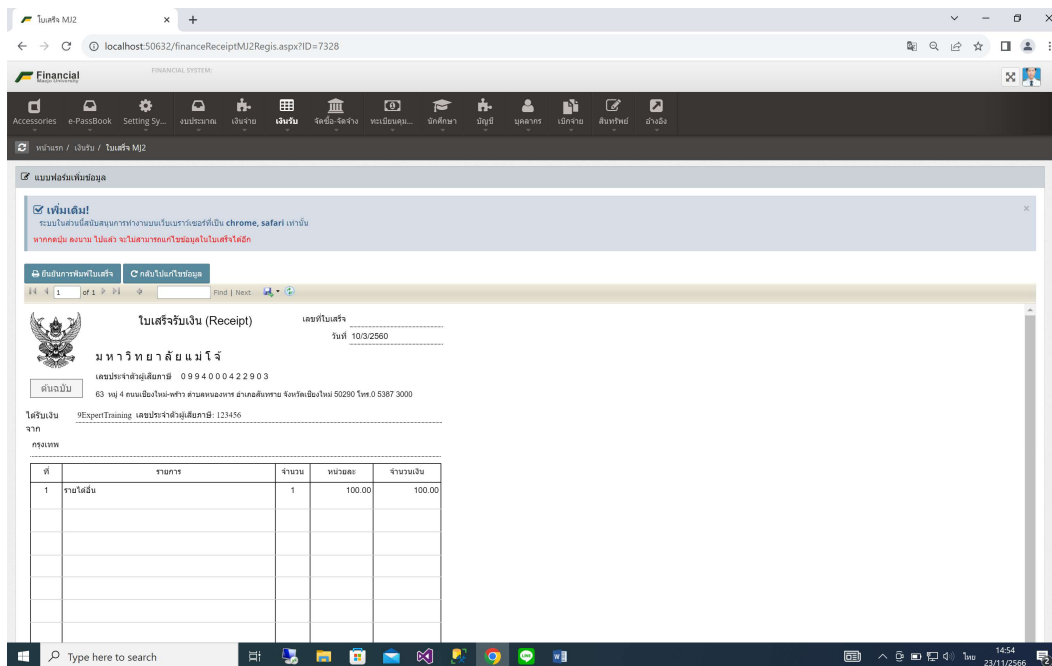 ใบเสร็จ MJ2
localhost:50632/financeReceiptMJ2Regis.aspx?ID=7328
Financial
Maejo University
FINANCIAL SYSTEM:
Accessories e-PassBook Setting Sy... งบประมาณ เงินจ่าย เงินรับ จัดซื้อ-จัดจ้าง ทะเบียนคุม... นักศึกษา บัญชี บุคลากร เบิกจ่าย สินทรัพย์ อ้างอิง
หน้าแรก / เงินรับ / ใบเสร็จ MJ2
แบบฟอร์มเพิ่มข้อมูล
เพิ่มเติม!
ระบบในส่วนนี้สนับสนุนการทำงานบนเว็บเบราว์เซอร์ที่เป็น chrome, safari เท่านั้น
หากกดปุ่ม ลงนาม ไปแล้ว จะไม่สามารถแก้ไขข้อมูลในใบเสร็จได้อีก
ยืนยันการพิมพ์ใบเสร็จ กลับไปแก้ไขข้อมูล
1 of 1 Find | Next
ใบเสร็จรับเงิน (Receipt) เลขที่ใบเสร็จ
วันที่ 10/3/2560
มหาวิทยาลัยแม่โจ้
เลขประจำตัวผู้เสียภาษี 0994000422903
ต้นฉบับ
63 หมู่ 4 ถนนเชียงใหม่-พร้าว ตำบลหนองหาร อำเภอสันทราย จังหวัดเชียงใหม่ 50290 โทร.0 5387 3000
ได้รับเงิน 9ExpertTraining เลขประจำตัวผู้เสียภาษี: 123456
จาก
กรุงเทพ
ที่ รายการ จำนวน หน่วยละ จำนวนเงิน
1 รายได้อื่น 1 100.00 100.00
Type here to search
ไทย
14:54
23/11/2566